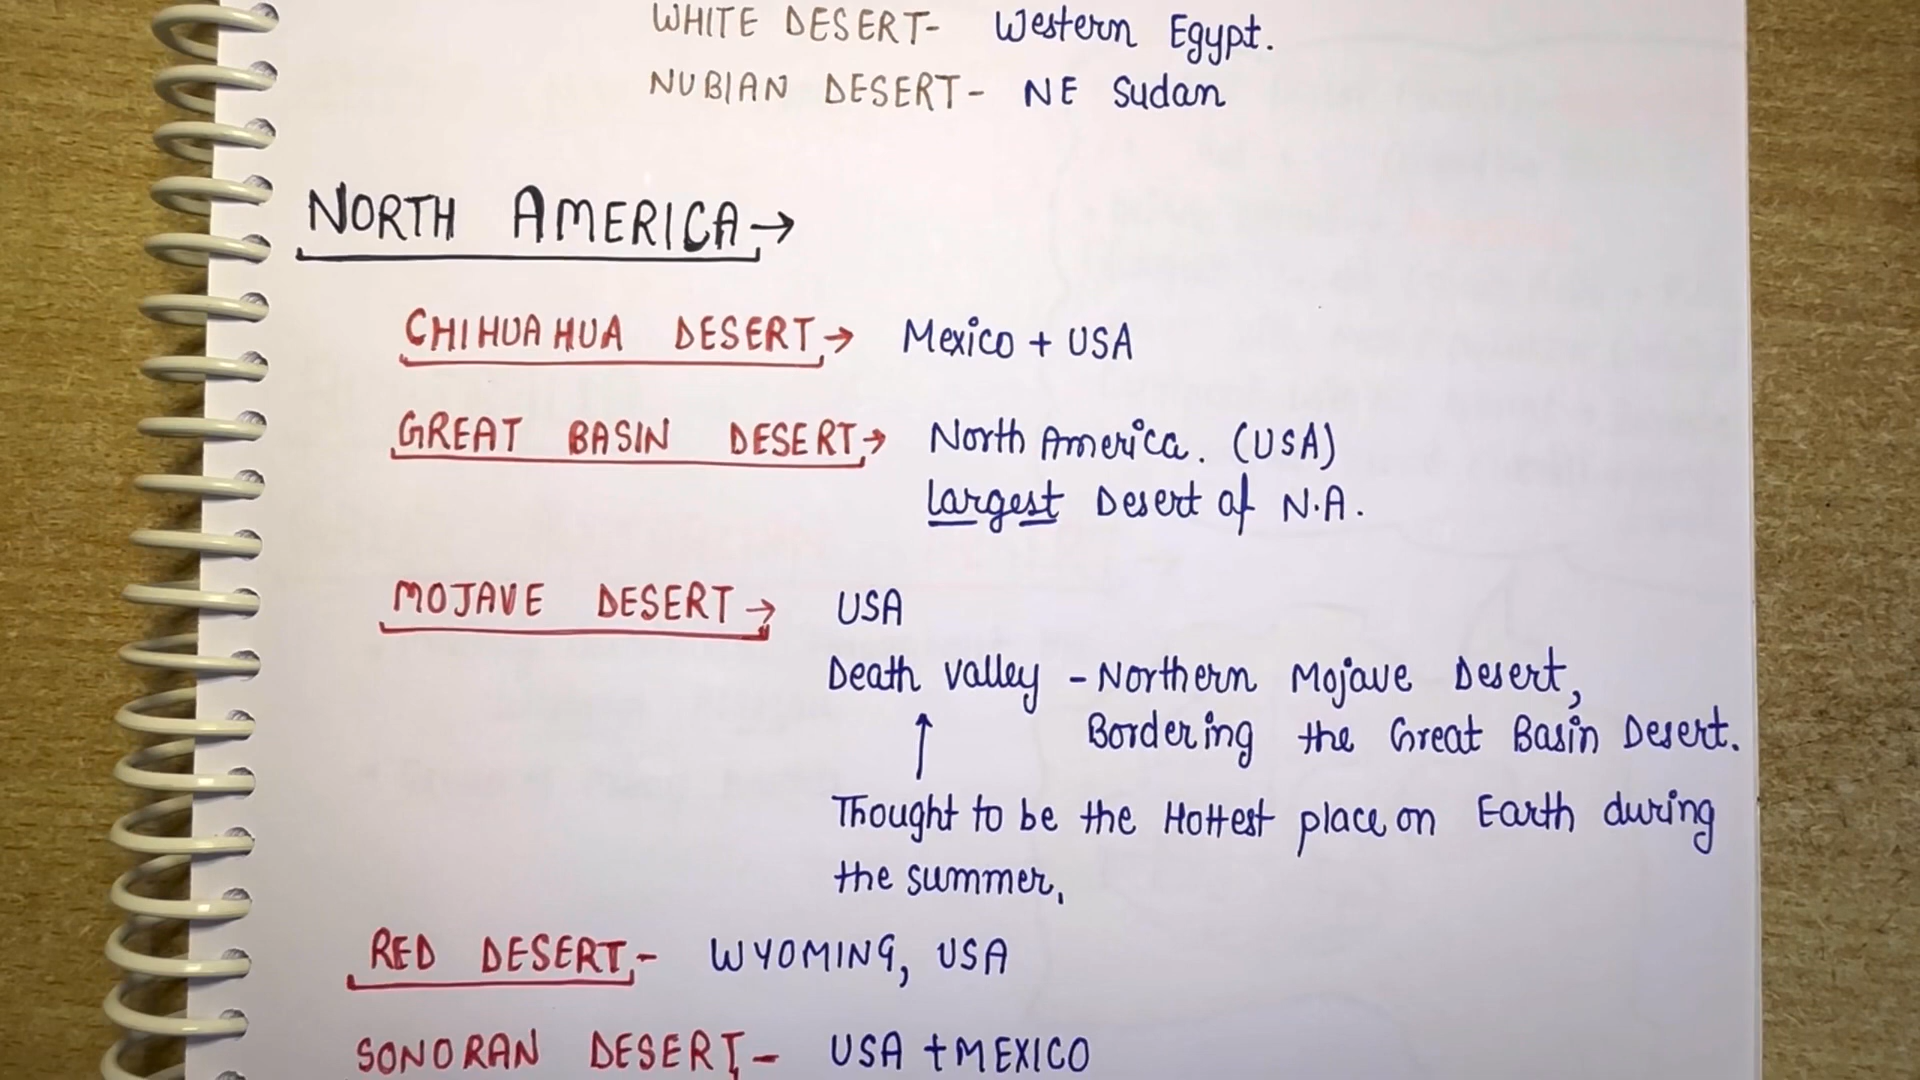 WHITE DESERT- Western Egypt.
NUBIAN DESERT- NE Sudan
NORTH AMERICA→
CHIHUAHUA DESERT→ Mexico + USA
GREAT BASIN DESERT→ North America. (USA)
largest Desert of N.A.
MOJAVE DESERT→ USA
Death Valley - Northern Mojave Desert,
Bordering the Great Basin Desert.
↑
Thought to be the Hottest place on Earth during
the summer.
RED DESERT- WYOMING, USA
SONORAN DESERT- USA + MEXICO